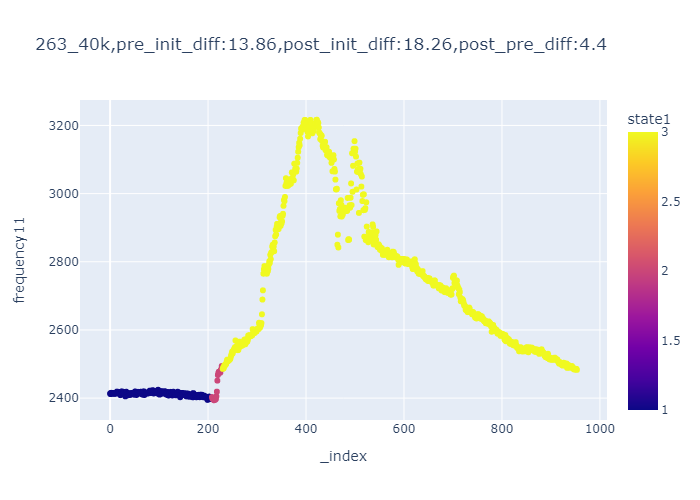 263_40k,pre_init_diff:13.86,post_init_diff:18.26,post_pre_diff:4.4
state1
3
2.5
2
1.5
1
frequency11
3200
3000
2800
2600
2400
0 200 400 600 800 1000
_index